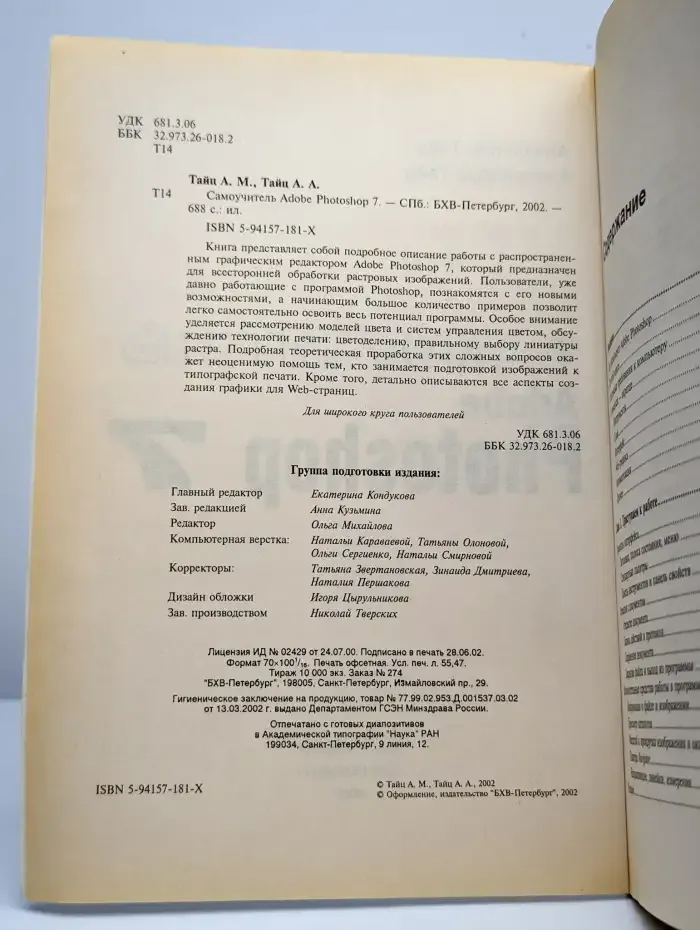 УДК 681.3.06
ББК 32.973.26-018.2
Т14
Тайц А. М., Тайц А. А.
Т14 Самоучитель Adobe Photoshop 7. — СПб.: БХВ-Петербург, 2002. —
688 с.: ил.
ISBN 5-94157-181-X
Книга представляет собой подробное описание работы с распространен-
ным графическим редактором Adobe Photoshop 7, который предназначен
для всесторонней обработки растровых изображений. Пользователи, уже
давно работающие с программой Photoshop, познакомятся с его новыми
возможностями, а начинающим большое количество примеров позволит
легко самостоятельно освоить весь потенциал программы. Особое внимание
уделяется рассмотрению моделей цвета и систем управления цветом, обсу-
ждению технологии печати: цветоделению, правильному выбору линиатуры
растра. Подробная теоретическая проработка этих сложных вопросов ока-
жет неоценимую помощь тем, кто занимается подготовкой изображений к
типографской печати. Кроме того, детально описываются все аспекты соз-
дания графики для Web-страниц.
Для широкого круга пользователей
УДК 681.3.06
ББК 32.973.26-018.2
Группа подготовки издания:
Главный редактор Екатерина Кондукова
Зав. редакцией Анна Кузьмина
Редактор Ольга Михайлова
Компьютерная верстка: Натальи Караваевой, Татьяны Олоновой,
Ольги Сергиенко, Натальи Смирновой
Корректоры: Татьяна Звертановская, Зинаида Дмитриева,
Наталия Першакова
Дизайн обложки Игоря Цырульникова
Зав. производством Николай Тверских
Лицензия ИД № 02429 от 24.07.00. Подписано в печать 28.06.02.
Формат 70×100 1/16. Печать офсетная. Усл. печ. л. 55,47.
Тираж 10 000 экз. Заказ № 274
"БХВ-Петербург", 198005, Санкт-Петербург, Измайловский пр., 29.
Гигиеническое заключение на продукцию, товар № 77.99.02.953.Д.001537.03.02
от 13.03.2002 г. выдано Департаментом ГСЭН Минздрава России.
Отпечатано с готовых диапозитивов
в Академической типографии "Наука" РАН
199034, Санкт-Петербург, 9 линия, 12.
ISBN 5-94157-181-X
© Тайц А. М., Тайц А. А., 2002
© Оформление, издательство "БХВ-Петербург", 2002
Содержание